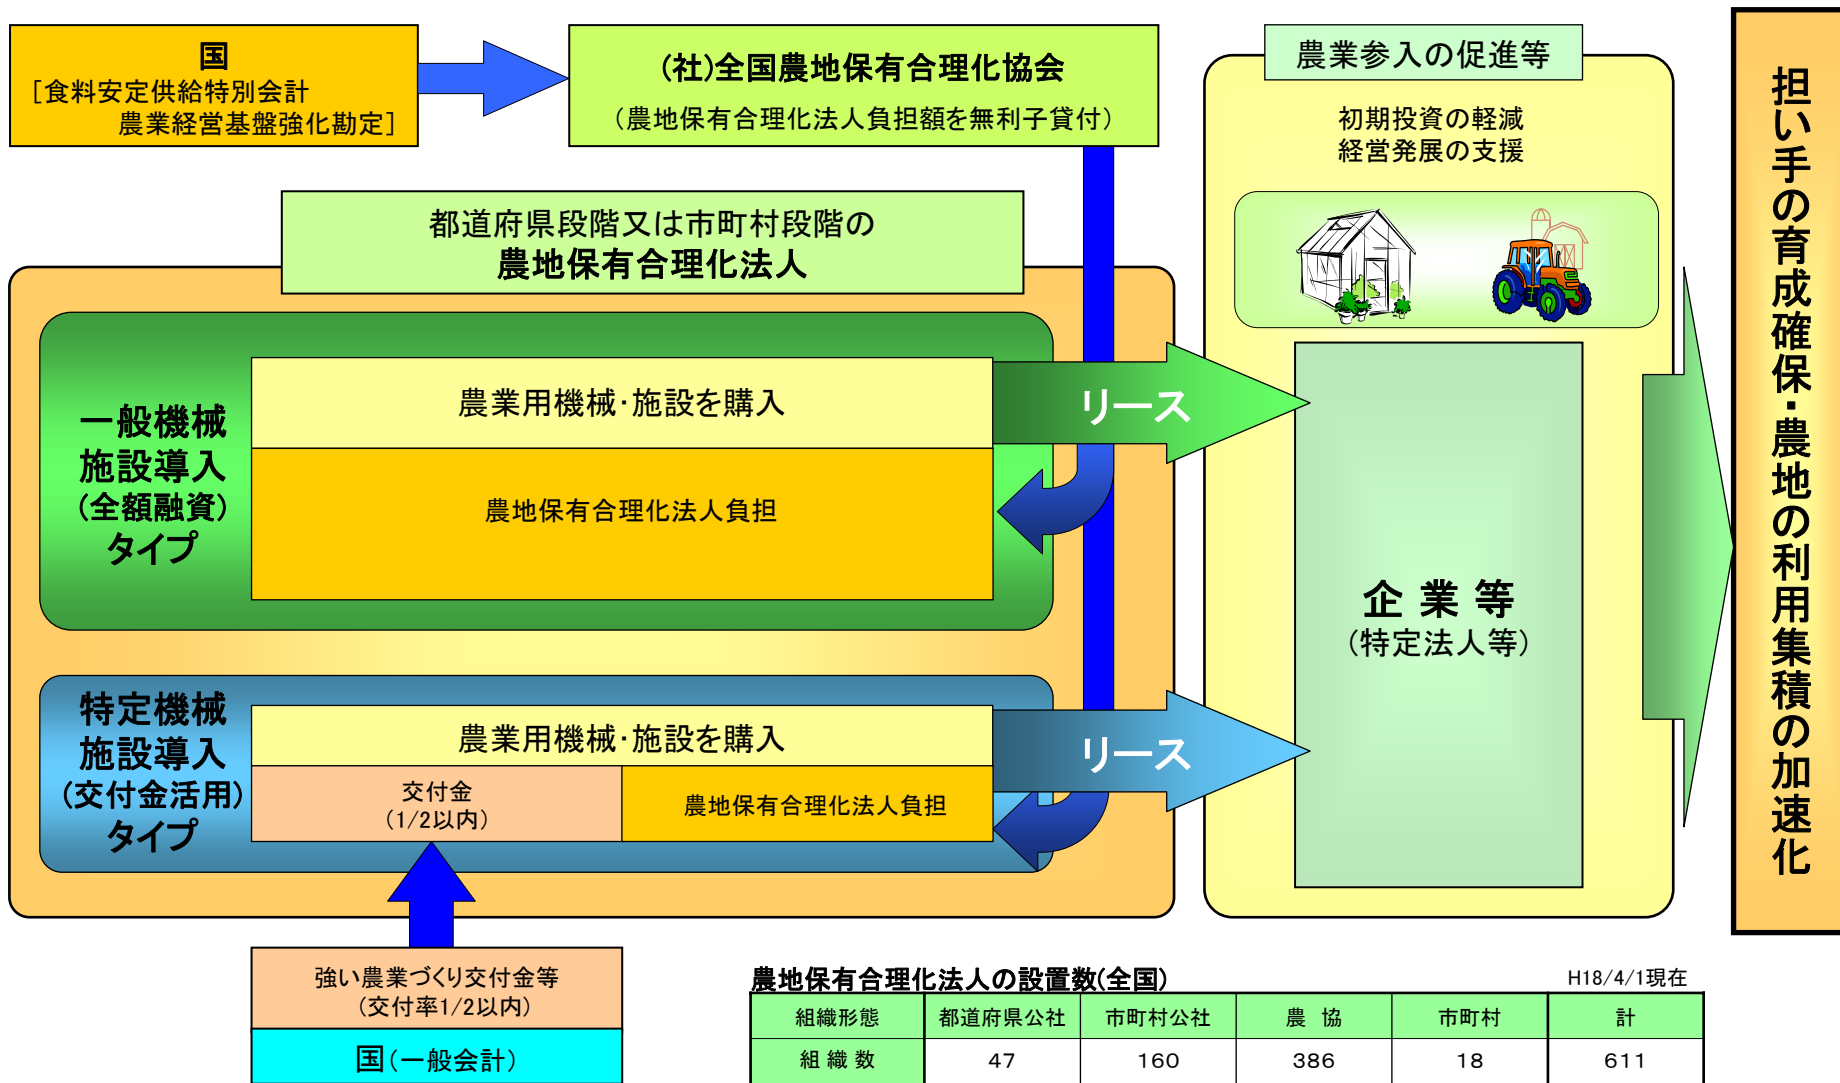 国
[食料安定供給特別会計
農業経営基盤強化勘定]
(社)全国農地保有合理化協会
(農地保有合理化法人負担額を無利子貸付)
農業参入の促進等
初期投資の軽減
経営発展の支援
担い手の育成確保・農地の利用集積の加速化
都道府県段階又は市町村段階の
農地保有合理化法人
一般機械
施設導入
(全額融資)
タイプ
農業用機械・施設を購入
農地保有合理化法人負担
リース
企業等
(特定法人等)
特定機械
施設導入
(交付金活用)
タイプ
農業用機械・施設を購入
交付金
(1/2以内)
農地保有合理化法人負担
リース
強い農業づくり交付金等
(交付率1/2以内)
国(一般会計)
農地保有合理化法人の設置数(全国)
H18/4/1現在
組織形態 都道府県公社 市町村公社 農協 市町村 計
組織数 47 160 386 18 611